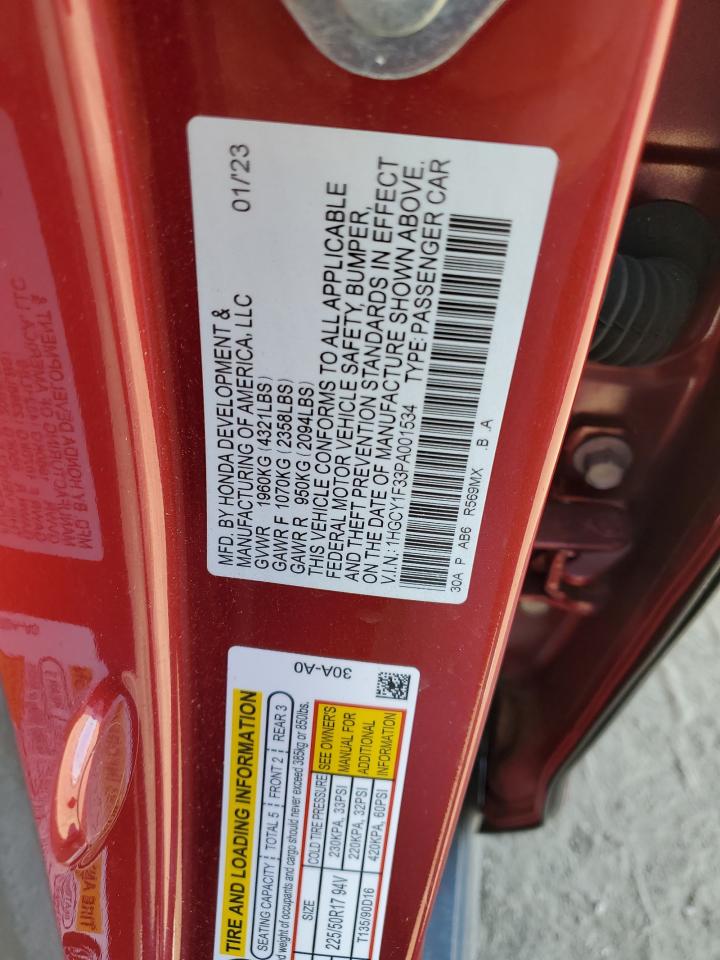 MFD. BY HONDA DEVELOPMENT &
MANUFACTURING OF AMERICA, LLC 01/'23
GVWR 1960KG (4321LBS)
GAWR F 1070KG (2358LBS)
GAWR R 950KG (2094LBS)
THIS VEHICLE CONFORMS TO ALL APPLICABLE
FEDERAL MOTOR VEHICLE SAFETY, BUMPER,
AND THEFT PREVENTION STANDARDS IN EFFECT
ON THE DATE OF MANUFACTURE SHOWN ABOVE.
V.I.N.: 1HGCY1F33PA001534 TYPE: PASSENGER CAR
30A P AB6 R569MX .B .A
TIRE AND LOADING INFORMATION 30A-A0
SEATING CAPACITY TOTAL 5 FRONT 2 REAR 3
d weight of occupants and cargo should never exceed 385kg or 850lbs.
SIZE COLD TIRE PRESSURE SEE OWNER'S
225/50R17 94V 230KPA, 33PSI MANUAL FOR
220KPA, 32PSI ADDITIONAL
T135/90D16 420KPA, 60PSI INFORMATION